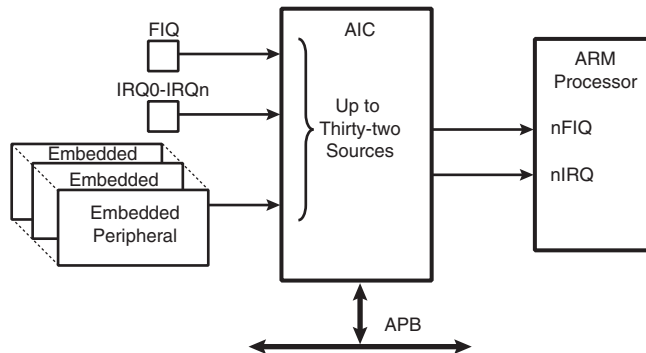 FIQ
IRQ0-IRQn
Embedded
Embedded
Embedded
Peripheral
AIC
Up to
Thirty-two
Sources
ARM
Processor
nFIQ
nIRQ
APB